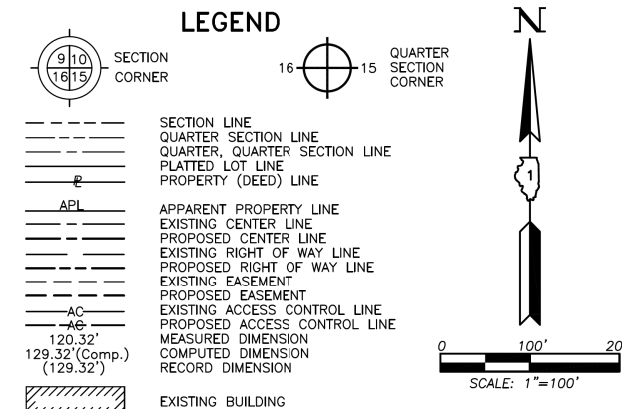 LEGEND
N
9 10
16 15
SECTION
CORNER
16
15
QUARTER
SECTION
CORNER
SECTION LINE
QUARTER SECTION LINE
QUARTER, QUARTER SECTION LINE
PLATTED LOT LINE
PL PROPERTY (DEED) LINE
APL APPARENT PROPERTY LINE
EXISTING CENTER LINE
PROPOSED CENTER LINE
EXISTING RIGHT OF WAY LINE
PROPOSED RIGHT OF WAY LINE
EXISTING EASEMENT
PROPOSED EASEMENT
AC EXISTING ACCESS CONTROL LINE
AC PROPOSED ACCESS CONTROL LINE
120.32' MEASURED DIMENSION
129.32'(Comp.) COMPUTED DIMENSION
(129.32') RECORD DIMENSION
EXISTING BUILDING
1
0 100' 20
SCALE: 1"=100'